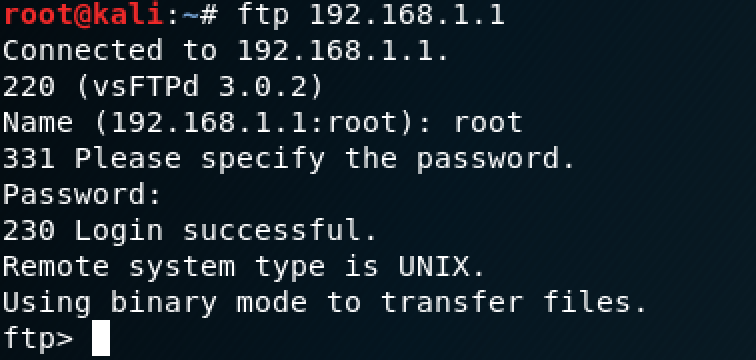 root@kali:~# ftp 192.168.1.1
Connected to 192.168.1.1.
220 (vsFTPd 3.0.2)
Name (192.168.1.1:root): root
331 Please specify the password.
Password:
230 Login successful.
Remote system type is UNIX.
Using binary mode to transfer files.
ftp>